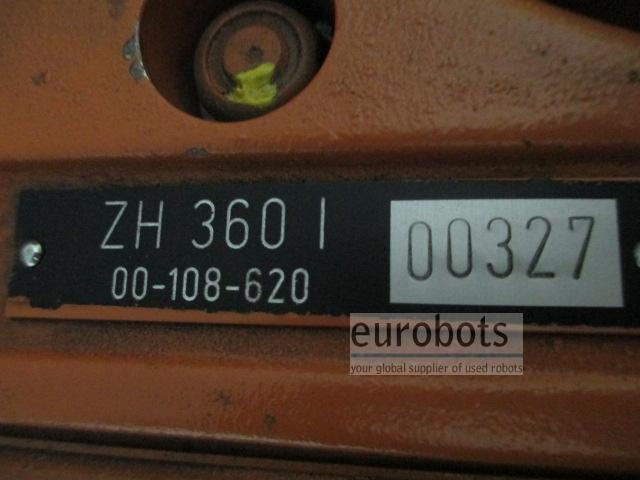 ZH 360 I
00-108-620
00327
eurobots
your global supplier of used robots